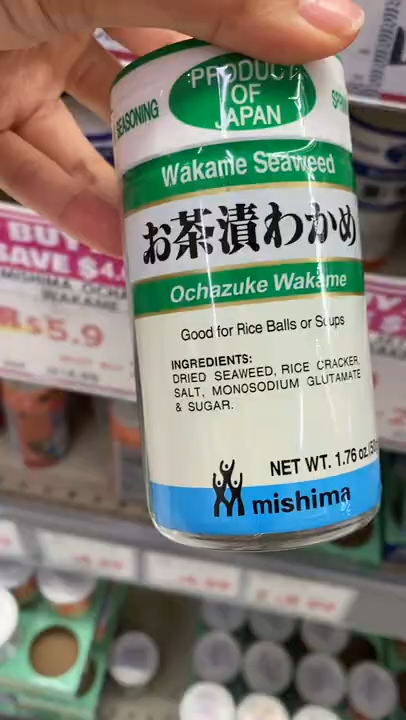 PRODUCT
OF
JAPAN
SEASONING
Wakame Seaweed
お茶漬わかめ
Ochazuke Wakame
Good for Rice Balls or Soups
INGREDIENTS:
DRIED SEAWEED, RICE CRACKER,
SALT, MONOSODIUM GLUTAMATE
& SUGAR.
NET WT. 1.76 oz.
mishima
BUY
SAVE $4.
MISHIMA OCHA
WAKAME
$5.9